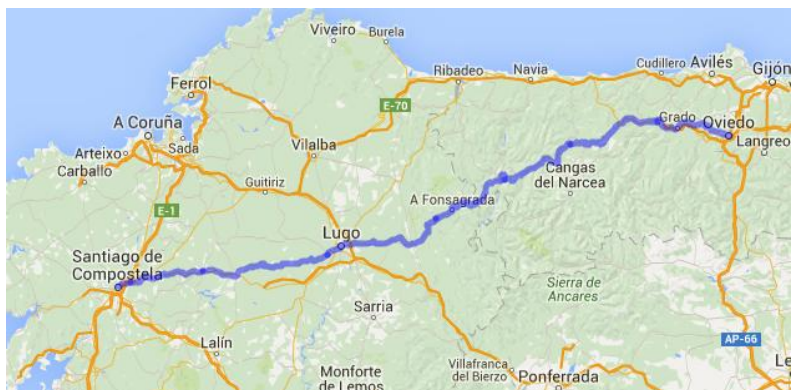 Viveiro
Burela
Ribadeo
Navia
Cudillero
Avilés
Gijón
Ferrol
E-70
A Coruña
Sada
Arteixo
Carballo
Vilalba
Grado
Oviedo
Langreo
Guitiriz
Cangas
del Narcea
A Fonsagrada
E-1
Lugo
Santiago de
Compostela
Sierra de
Ancares
Sarria
Lalín
AP-66
Monforte
de Lemos
Villafranca
del Bierzo
Ponferrada
Le